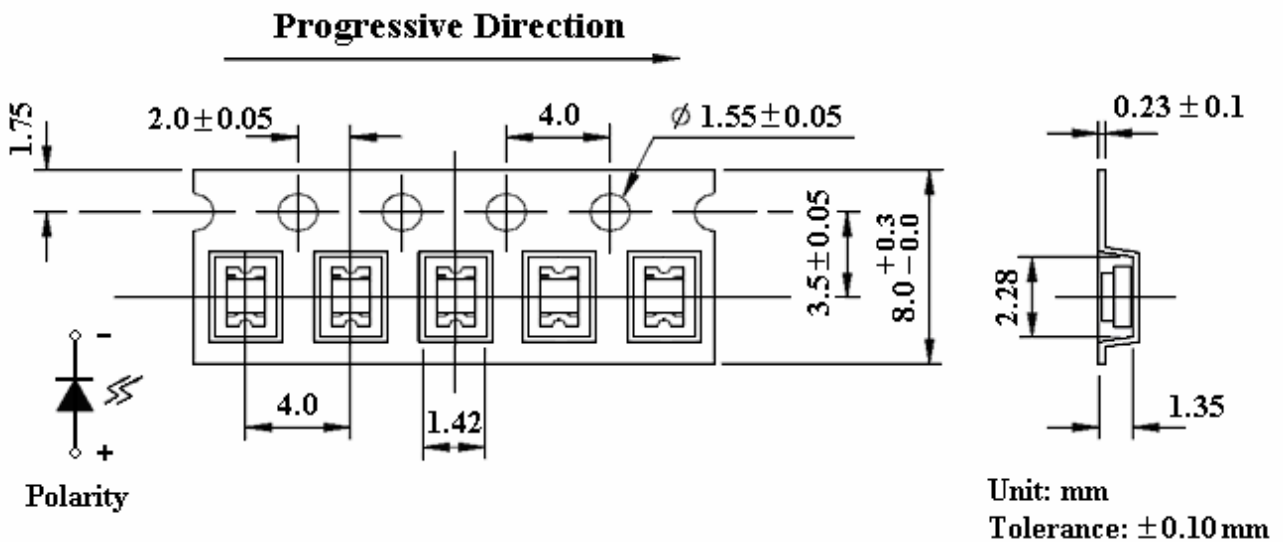 Progressive Direction
1.75
2.0±0.05
4.0
ϕ 1.55±0.05
0.23 ±0.1
3.5±0.05
8.0 +0.3 -0.0
2.28
-
+
4.0
1.42
1.35
Polarity
Unit: mm
Tolerance: ±0.10 mm